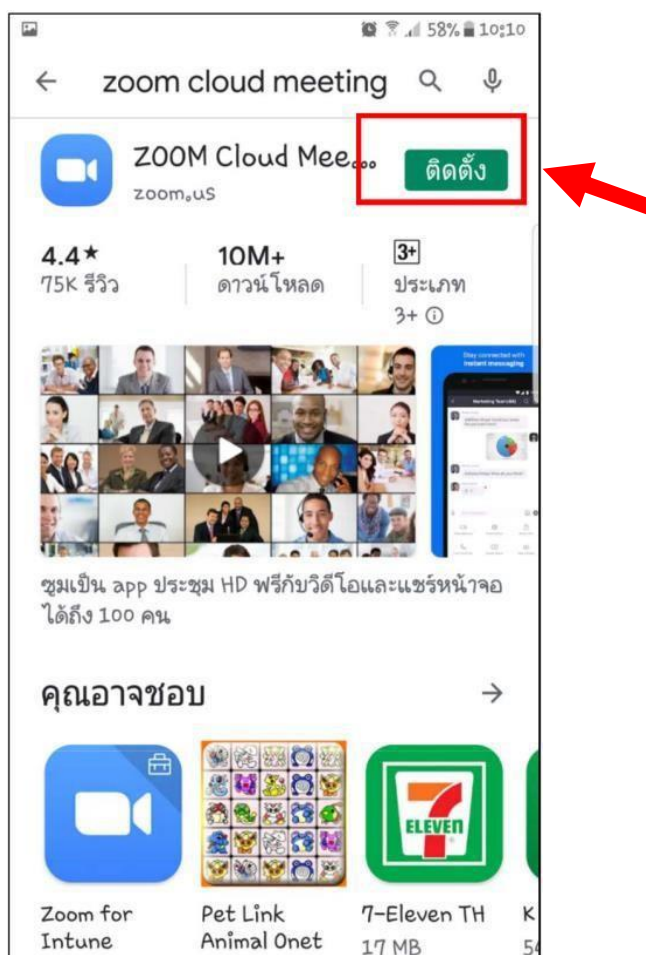 58% 10:10
zoom cloud meeting
ZOOM Cloud Mee...
ติดตั้ง
zoom.us
4.4★
75K รีวิว
10M+
ดาวน์โหลด
3+
ประเภท
3+
Stay connected with
instant messaging
ซูมเป็น app ประชุม HD ฟรีกับวิดีโอและแชร์หน้าจอ
ได้ถึง 100 คน
คุณอาจชอบ
ELEVEN
Zoom for
Intune
Pet Link
Animal Onet
7-Eleven TH
17 MB
K
54